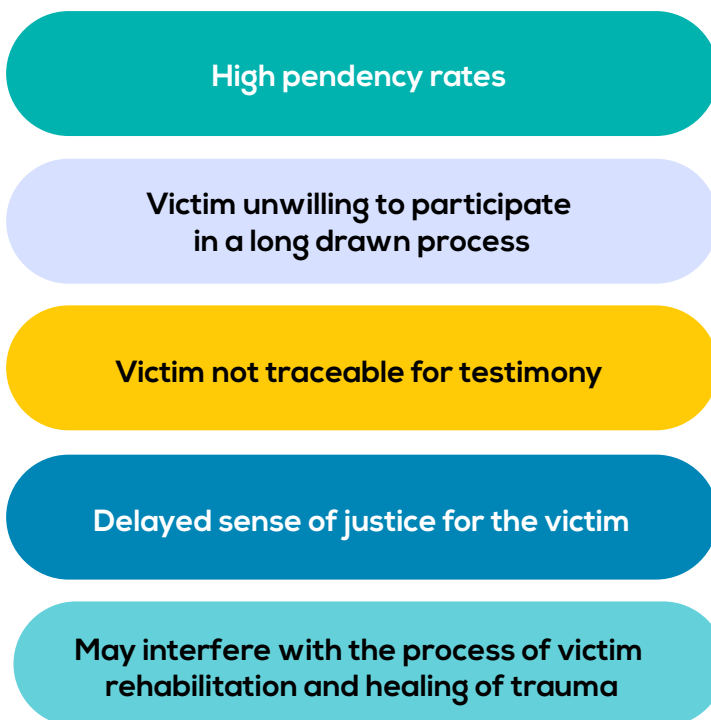 High pendency rates
Victim unwilling to participate
in a long drawn process
Victim not traceable for testimony
Delayed sense of justice for the victim
May interfere with the process of victim
rehabilitation and healing of trauma